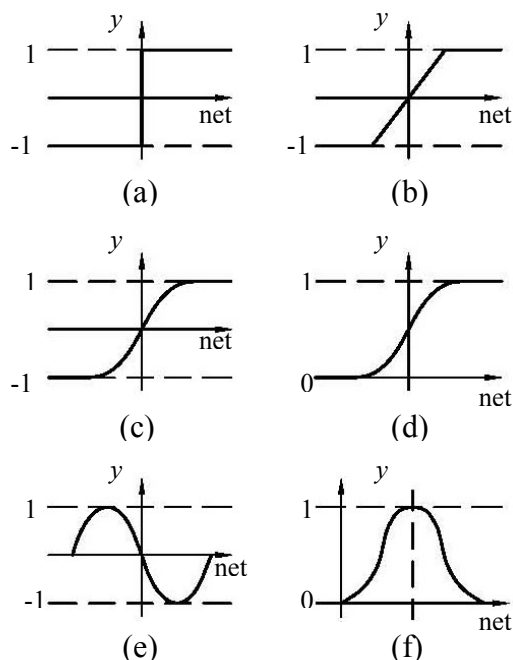 y y
1 1
net net
-1 -1
(a) (b)
y y
1 1
net net
-1 0
(c) (d)
y y
1 1
net
-1 0 net
(e) (f)